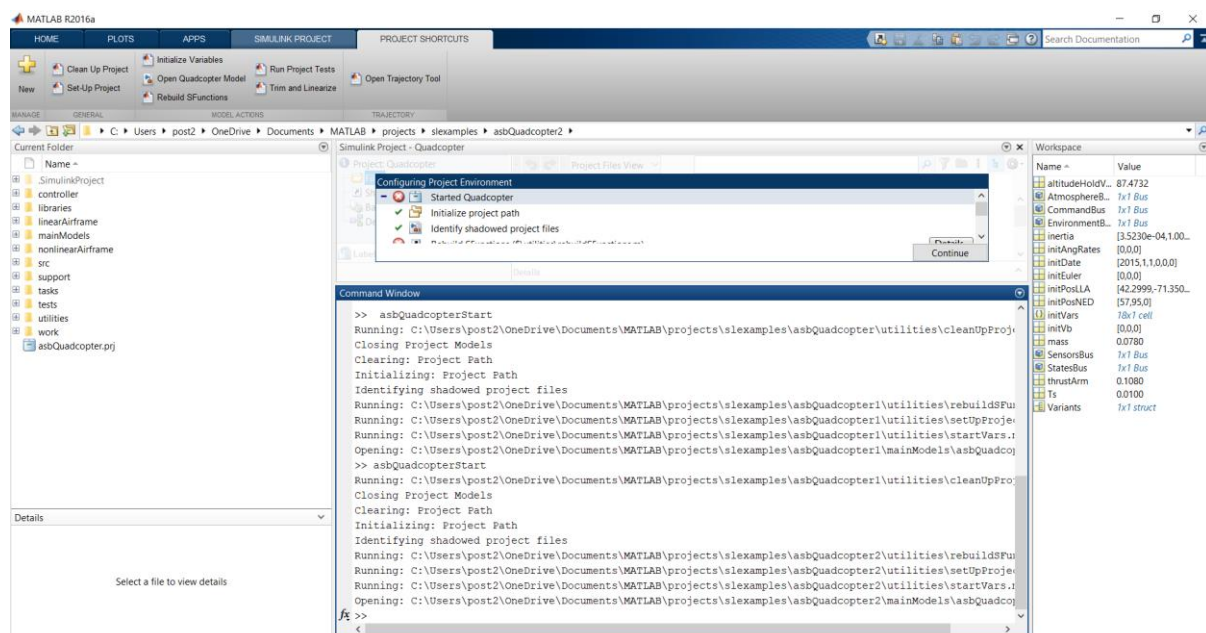 MATLAB R2016a
HOME PLOTS APPS SIMULINK PROJECT PROJECT SHORTCUTS
Search Documentation
New
Clean Up Project
Set-Up Project
Initialize Variables
Open Quadcopter Model
Rebuild SFunctions
Run Project Tests
Trim and Linearize
Open Trajectory Tool
MANAGE GENERAL MODEL ACTIONS TRAJECTORY
C: Users post2 OneDrive Documents MATLAB projects slexamples asbQuadcopter2
Current Folder
Name
.SimulinkProject
controller
libraries
linearAirframe
mainModels
nonlinearAirframe
src
support
tasks
tests
utilities
work
asbQuadcopter.prj
Details
Select a file to view details
Simulink Project - Quadcopter
Project: Quadcopter Project Files View
Configuring Project Environment
Started Quadcopter
Initialize project path
Identify shadowed project files
Details
Continue
Details
Command Window
>> asbQuadcopterStart
Running: C:\Users\post2\OneDrive\Documents\MATLAB\projects\slexamples\asbQuadcopter\utilities\cleanUpProje
Closing Project Models
Clearing: Project Path
Initializing: Project Path
Identifying shadowed project files
Running: C:\Users\post2\OneDrive\Documents\MATLAB\projects\slexamples\asbQuadcopter1\utilities\rebuildSFu
Running: C:\Users\post2\OneDrive\Documents\MATLAB\projects\slexamples\asbQuadcopter1\utilities\setUpProje
Running: C:\Users\post2\OneDrive\Documents\MATLAB\projects\slexamples\asbQuadcopter1\utilities\startVars.
Opening: C:\Users\post2\OneDrive\Documents\MATLAB\projects\slexamples\asbQuadcopter1\mainModels\asbQuadcop
>> asbQuadcopterStart
Running: C:\Users\post2\OneDrive\Documents\MATLAB\projects\slexamples\asbQuadcopter1\utilities\cleanUpPro
Closing Project Models
Clearing: Project Path
Initializing: Project Path
Identifying shadowed project files
Running: C:\Users\post2\OneDrive\Documents\MATLAB\projects\slexamples\asbQuadcopter2\utilities\rebuildSFu
Running: C:\Users\post2\OneDrive\Documents\MATLAB\projects\slexamples\asbQuadcopter2\utilities\setUpProje
Running: C:\Users\post2\OneDrive\Documents\MATLAB\projects\slexamples\asbQuadcopter2\utilities\startVars.
Opening: C:\Users\post2\OneDrive\Documents\MATLAB\projects\slexamples\asbQuadcopter2\mainModels\asbQuadcop
fx >>
Workspace
Name Value
altitudeHoldV... 87.4732
AtmosphereB... 1x1 Bus
CommandBus 1x1 Bus
EnvironmentB... 1x1 Bus
inertia [3.5230e-04,1.00...
initAngRates [0,0,0]
initDate [2015,1,1,0,0,0]
initEuler [0,0,0]
initPosLLA [42.2999,-71.350...
initPosNED [57,95,0]
initVars 18x1 cell
initVb [0,0,0]
mass 0.0780
SensorsBus 1x1 Bus
StatesBus 1x1 Bus
thrustArm 0.1080
Ts 0.0100
Variants 1x1 struct